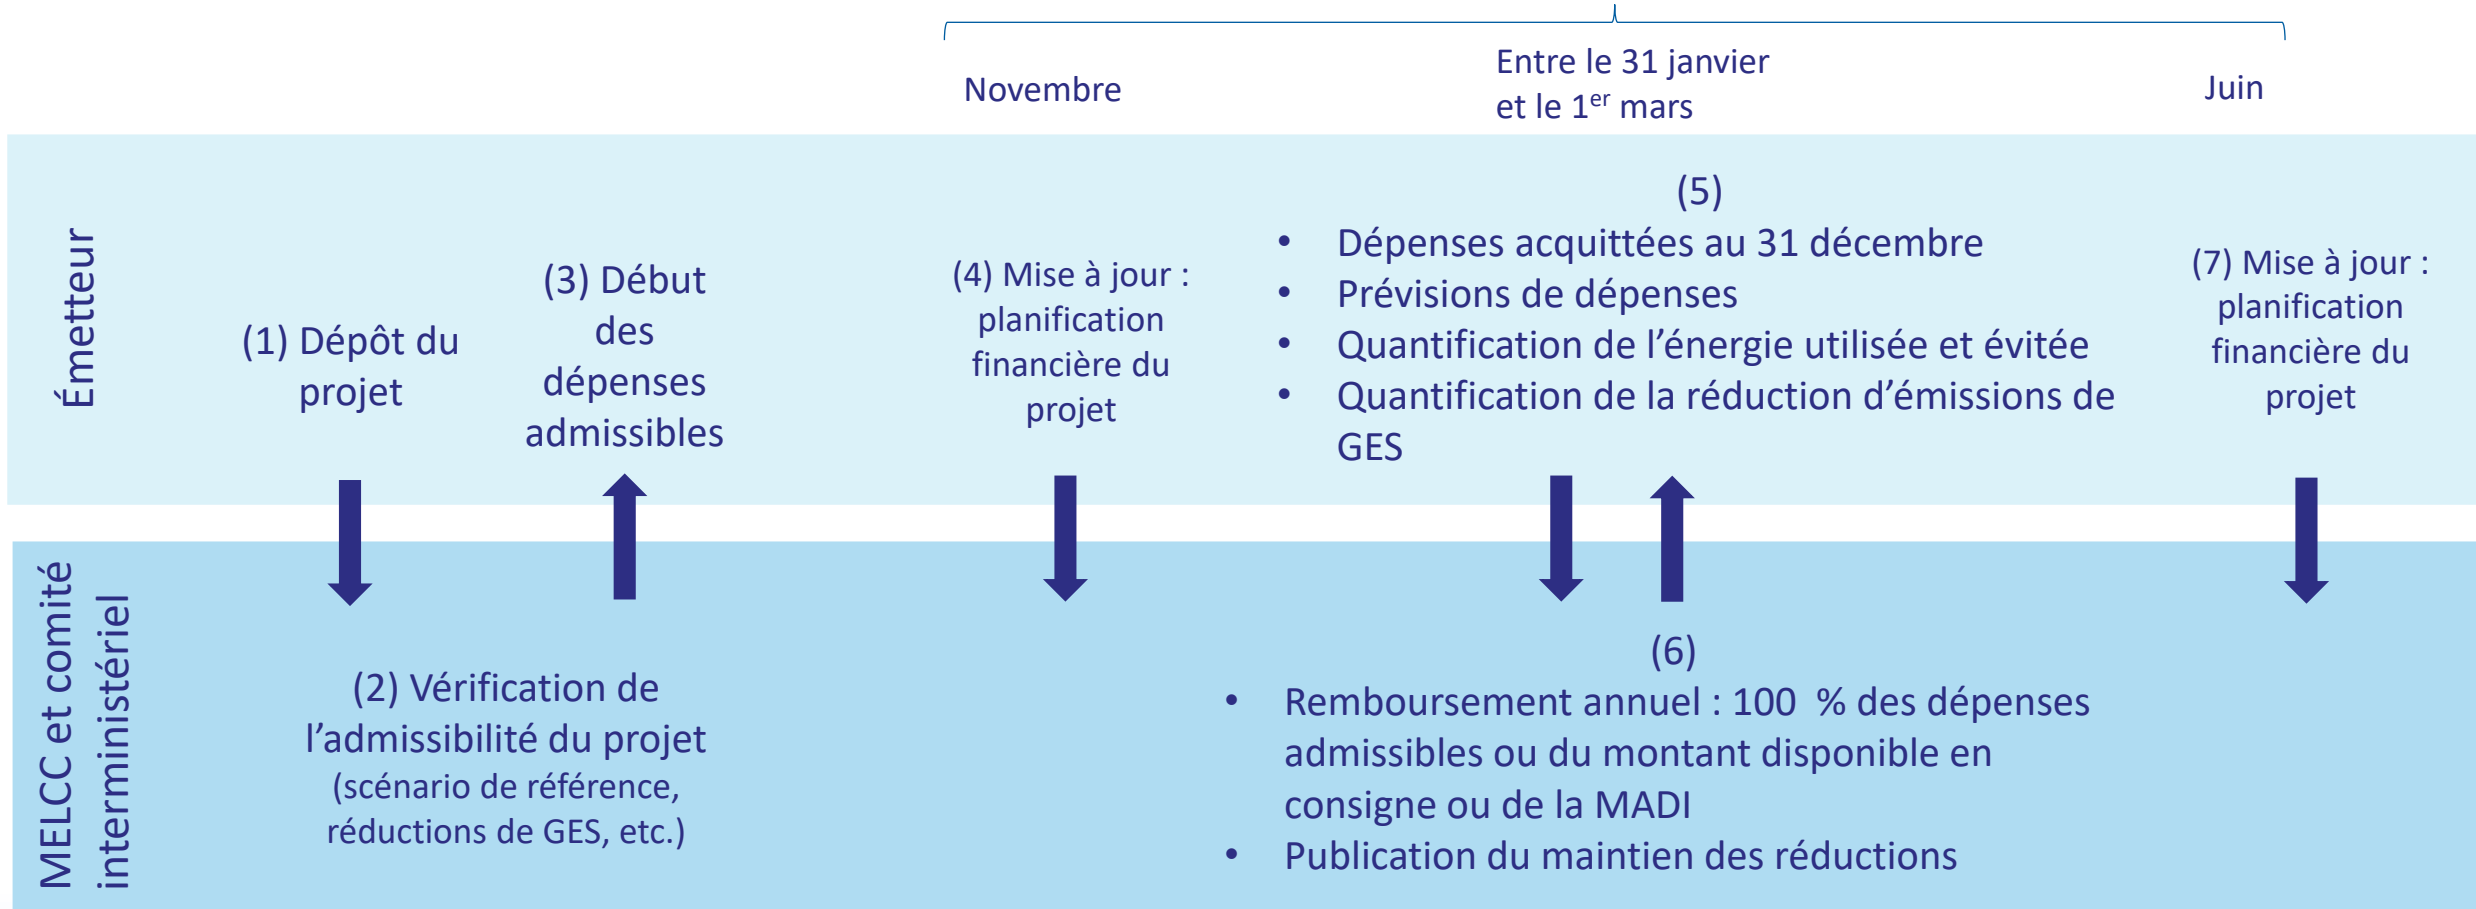 Novembre
Entre le 31 janvier
et le 1er mars
Juin
Émetteur
(1) Dépôt du
projet
(3) Début
des
dépenses
admissibles
(4) Mise à jour :
planification
financière du
projet
(5)
• Dépenses acquittées au 31 décembre
• Prévisions de dépenses
• Quantification de l’énergie utilisée et évitée
• Quantification de la réduction d’émissions de
GES
(7) Mise à jour :
planification
financière du
projet
MELCC et comité
interministériel
(2) Vérification de
l’admissibilité du projet
(scénario de référence,
réductions de GES, etc.)
(6)
• Remboursement annuel : 100 % des dépenses
admissibles ou du montant disponible en
consigne ou de la MADI
• Publication du maintien des réductions